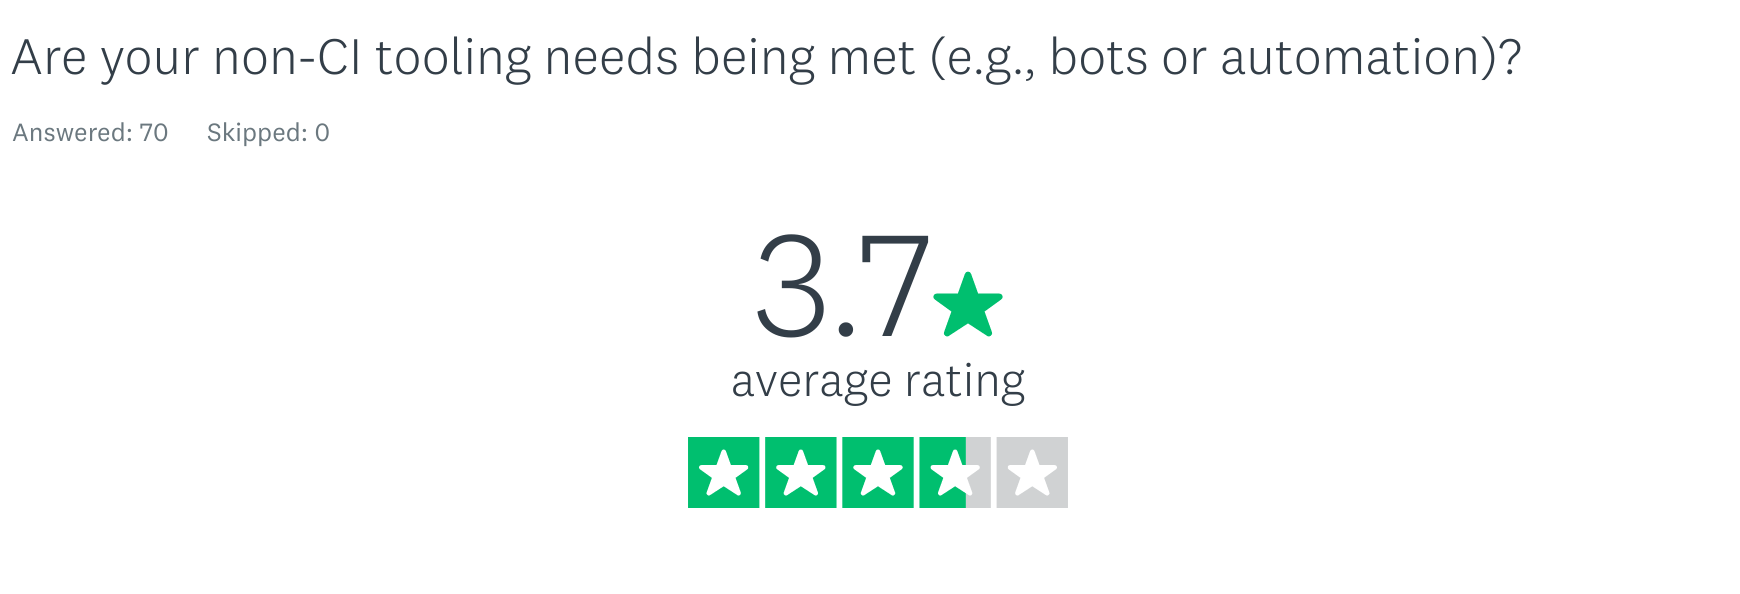 Are your non-CI tooling needs being met (e.g., bots or automation)?
Answered: 70 Skipped: 0
3.7
average rating